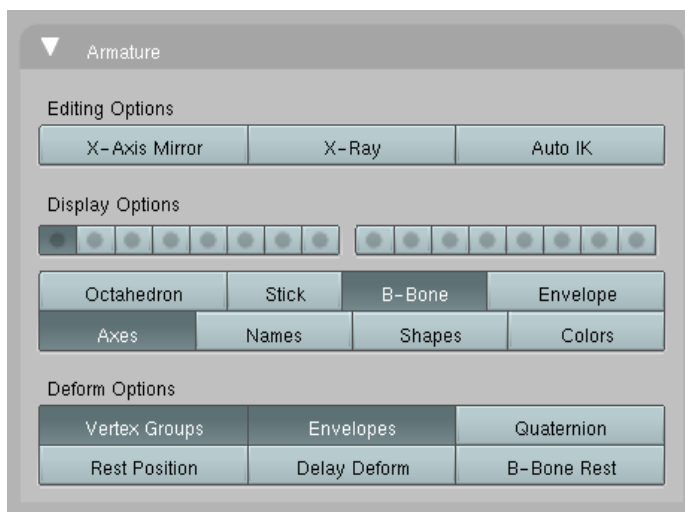 Armature
Editing Options
X-Axis Mirror X-Ray Auto IK
Display Options
Octahedron Stick B-Bone Envelope
Axes Names Shapes Colors
Deform Options
Vertex Groups Envelopes Quaternion
Rest Position Delay Deform B-Bone Rest